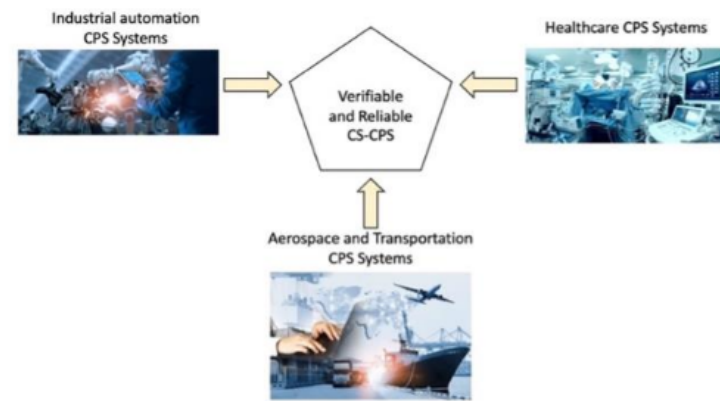 Industrial automation
CPS Systems
Healthcare CPS Systems
Verifiable
and Reliable
CS-CPS
Aerospace and Transportation
CPS Systems